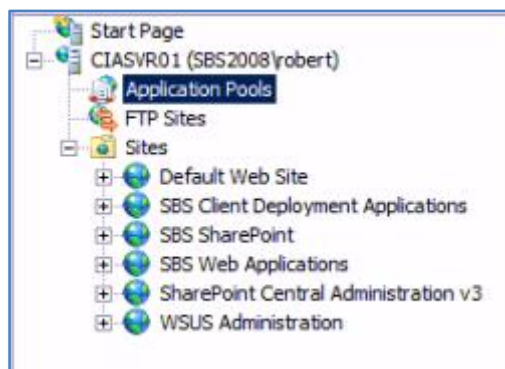 Start Page
CIASVR01 (SBS2008\robert)
Application Pools
FTP Sites
Sites
Default Web Site
SBS Client Deployment Applications
SBS SharePoint
SBS Web Applications
SharePoint Central Administration v3
WSUS Administration